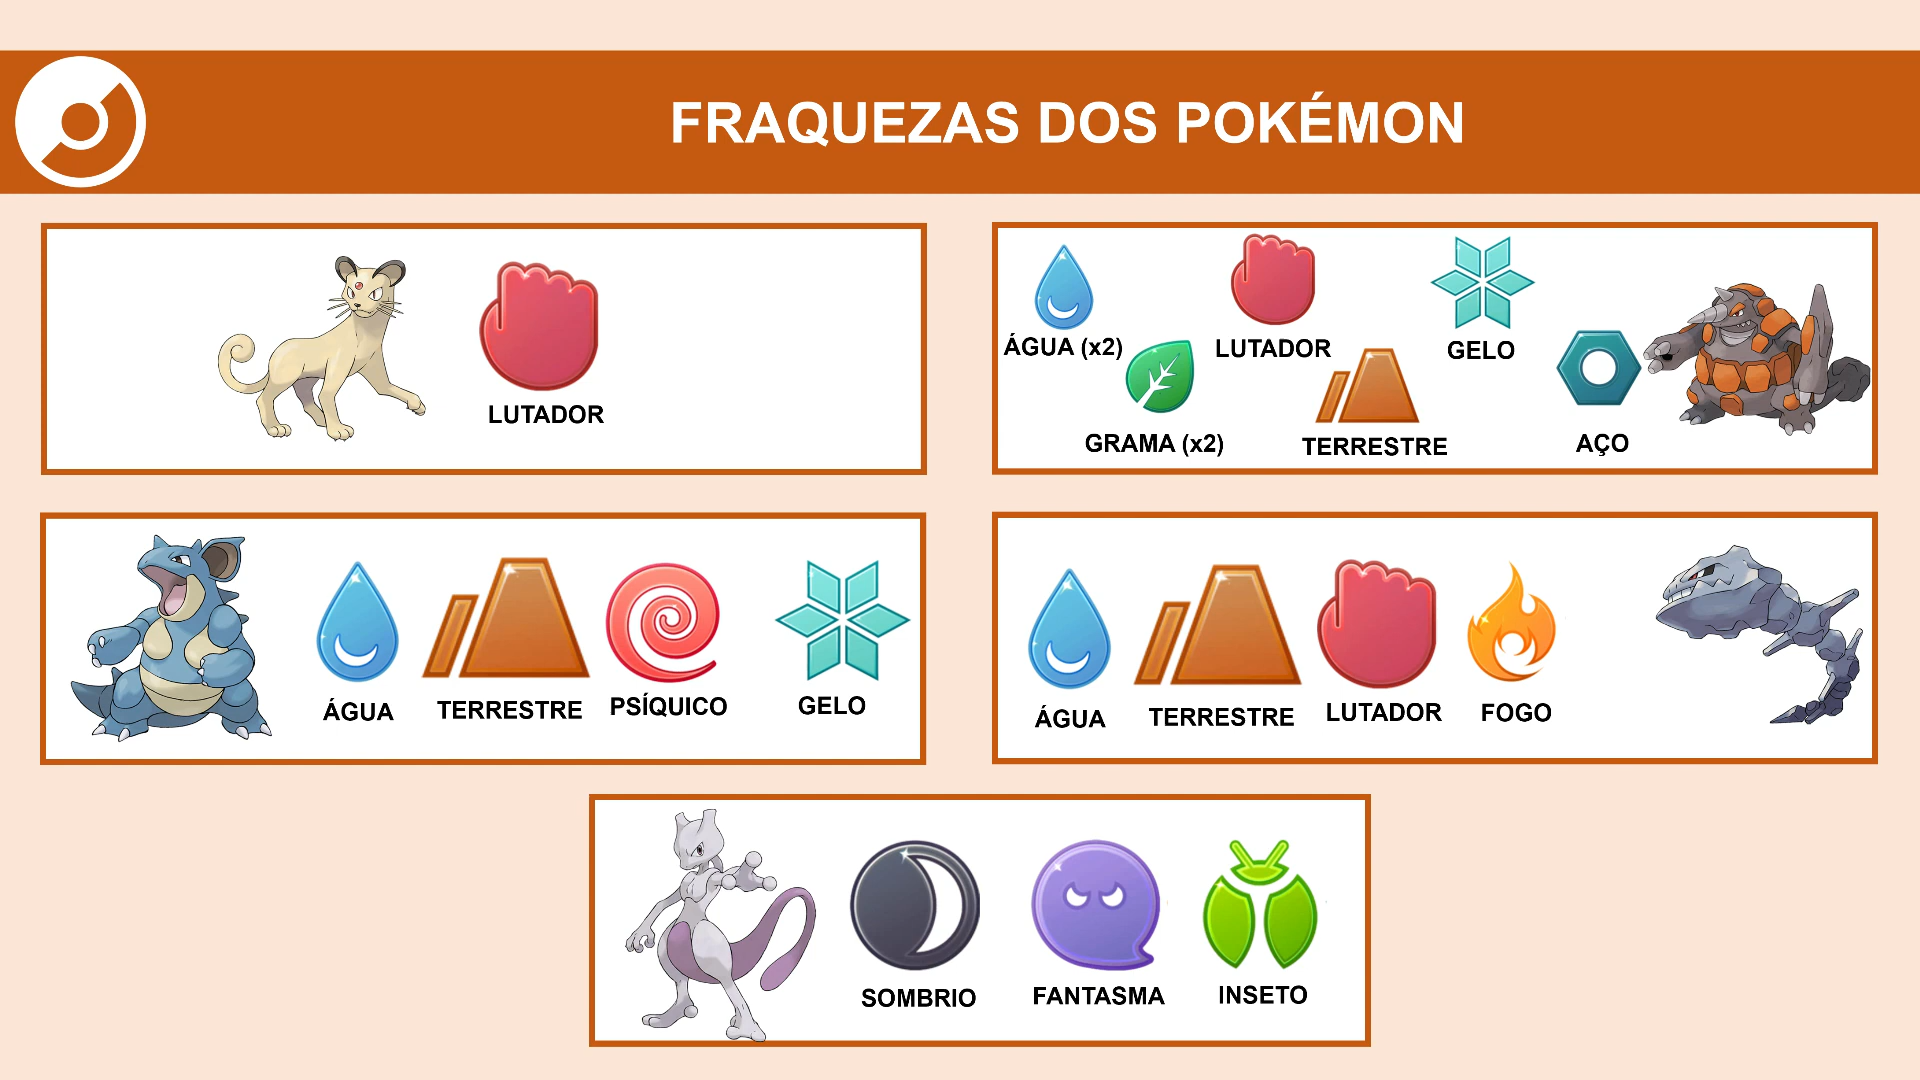 FRAQUEZAS DOS POKÉMON
LUTADOR
ÁGUA (x2)
LUTADOR
GELO
GRAMA (x2)
TERRESTRE
AÇO
ÁGUA
TERRESTRE
PSÍQUICO
GELO
ÁGUA
TERRESTRE
LUTADOR
FOGO
SOMBRIO
FANTASMA
INSETO